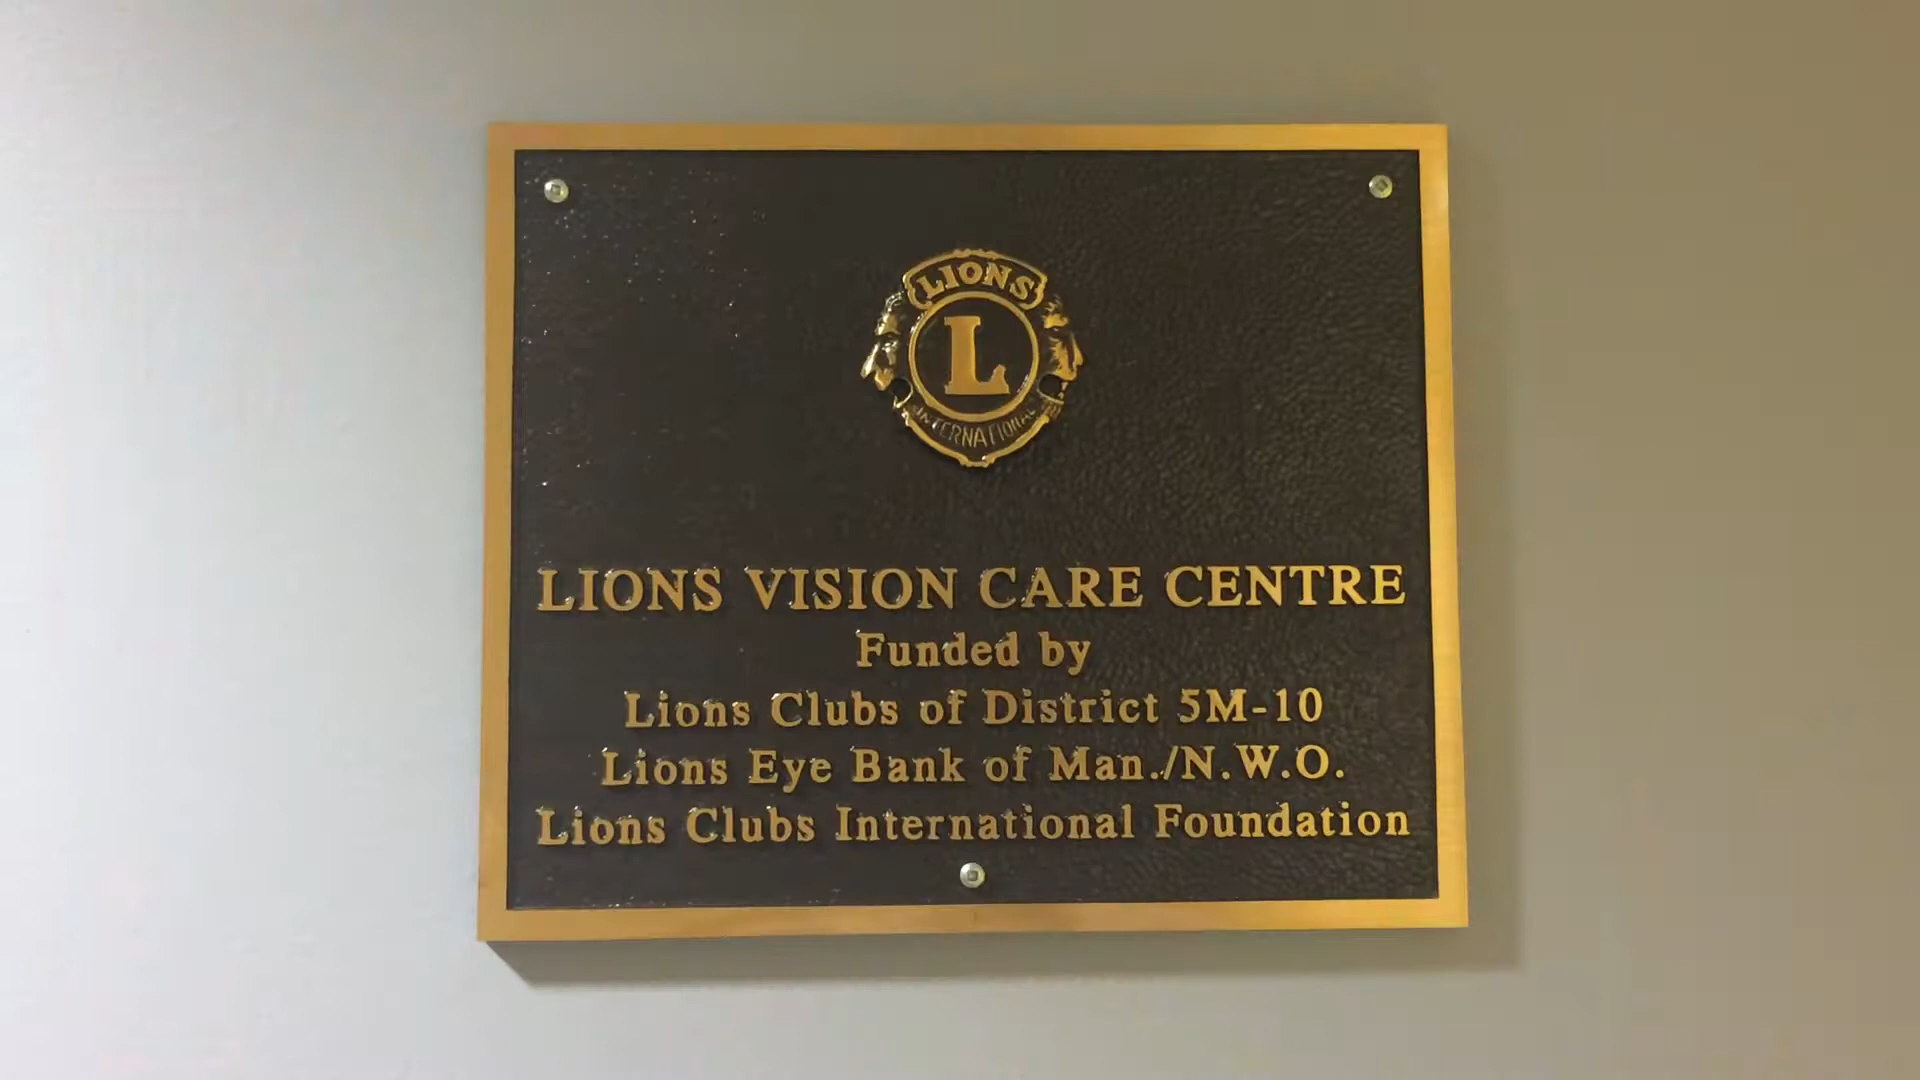 LIONS
L
INTERNATIONAL
LIONS VISION CARE CENTRE
Funded by
Lions Clubs of District 5M-10
Lions Eye Bank of Man./N.W.O.
Lions Clubs International Foundation